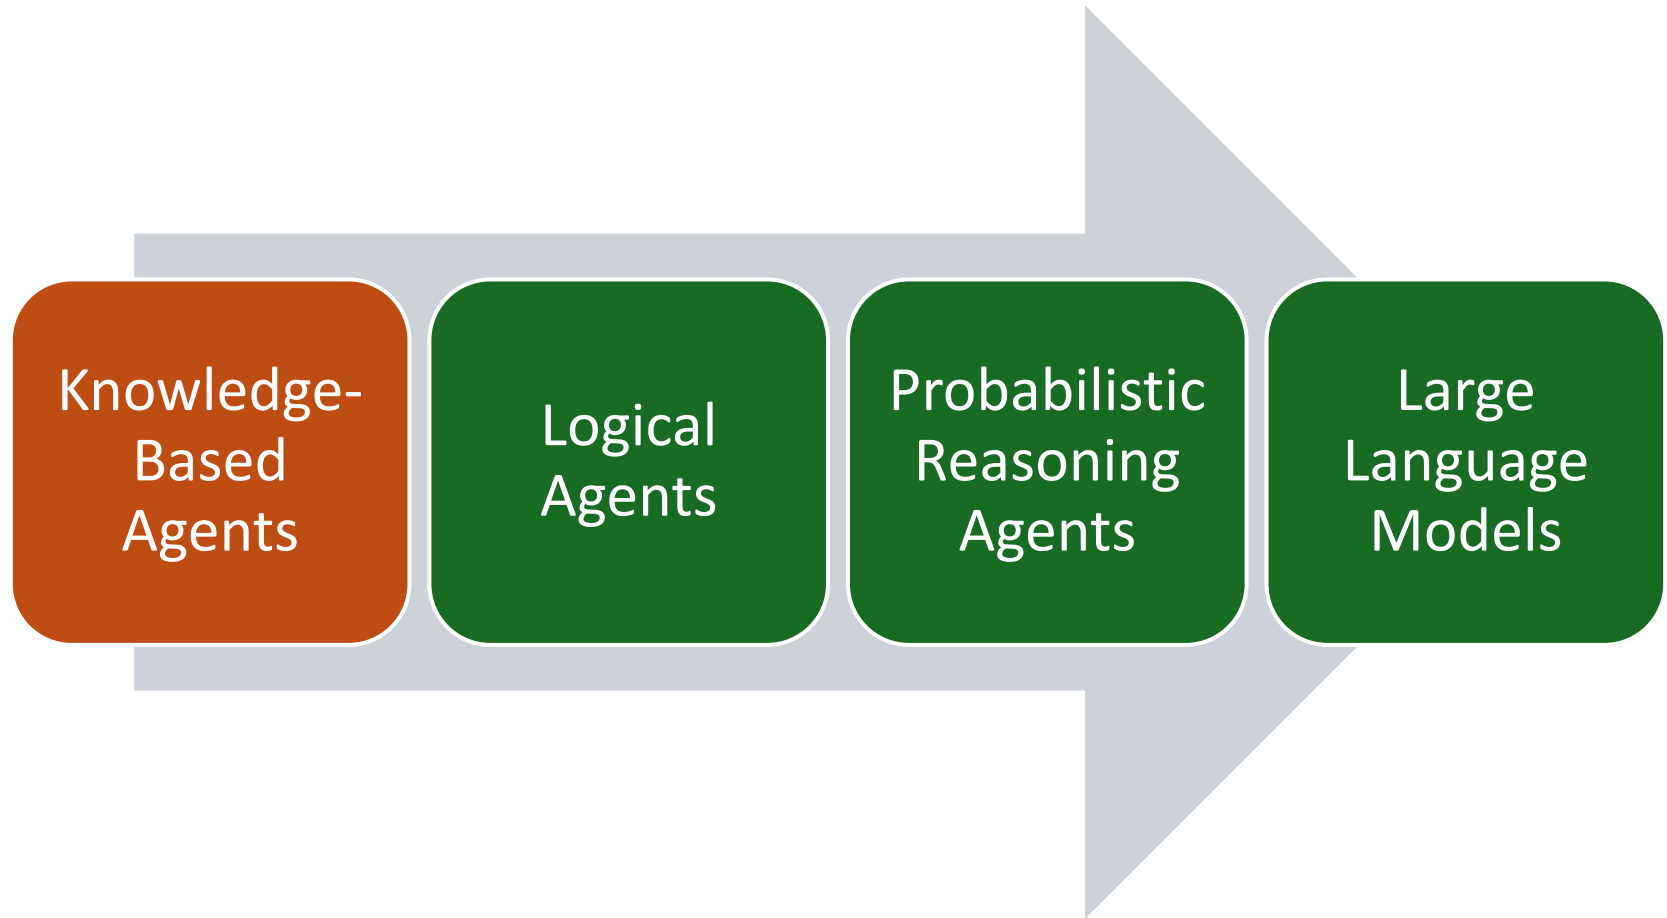 Knowledge-
Based
Agents
Logical
Agents
Probabilistic
Reasoning
Agents
Large
Language
Models